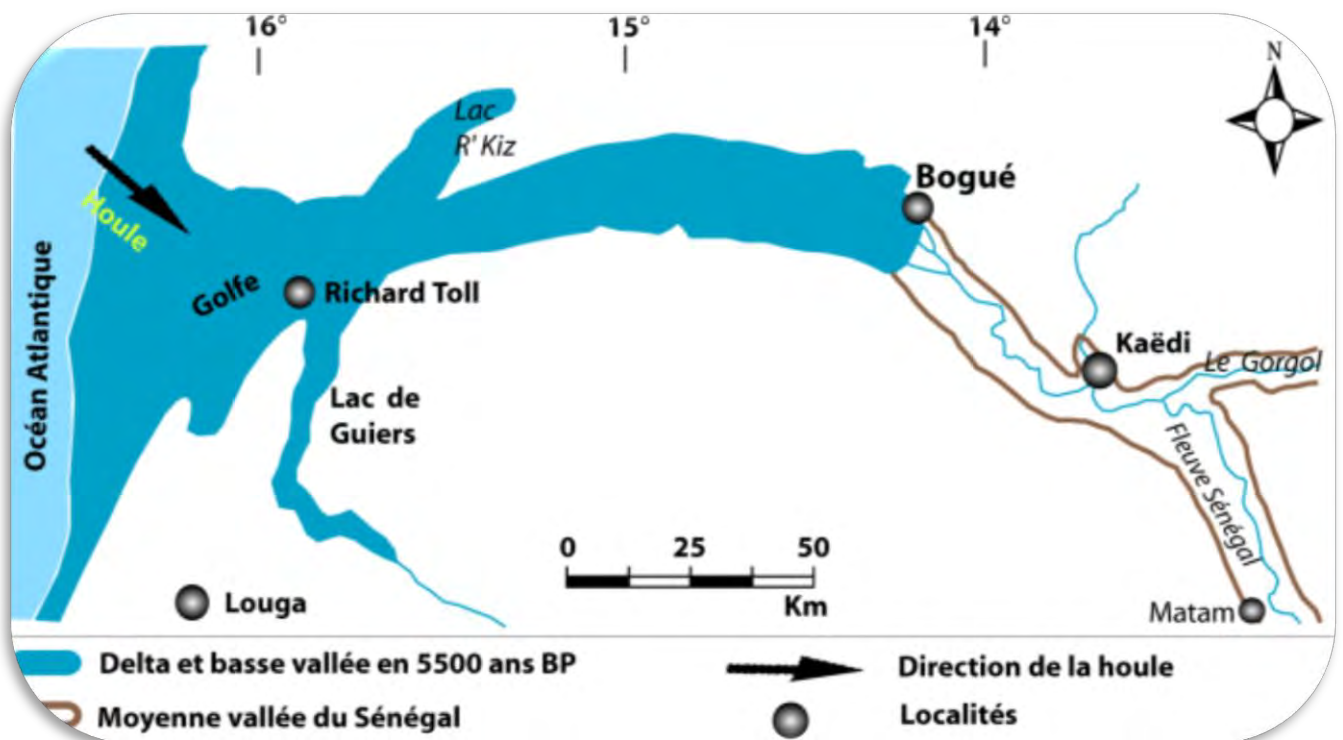 16° 15° 14°
N
Lac
R' Kiz
Bogué
Houle
Golfe
Richard Toll
Océan Atlantique
Kaëdi
Le Gorgol
Lac de
Guiers
Fleuve Sénégal
0 25 50
Km
Louga
Matam
Delta et basse vallée en 5500 ans BP
Direction de la houle
Moyenne vallée du Sénégal
Localités